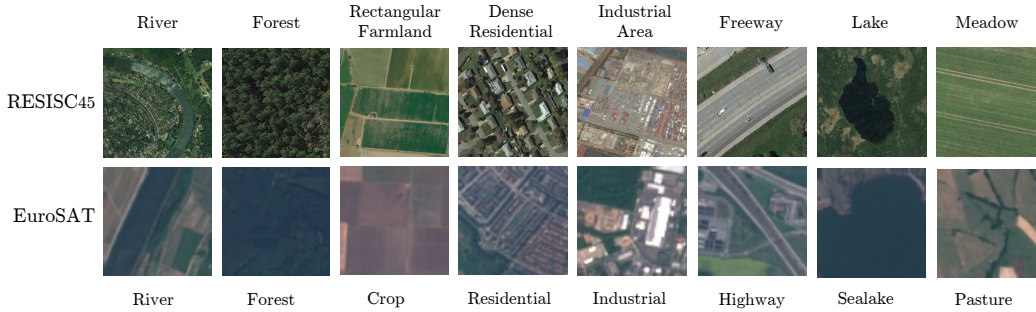 River Forest Rectangular Farmland Dense Residential Industrial Area Freeway Lake Meadow
RESISC45
EuroSAT
River Forest Crop Residential Industrial Highway Sealake Pasture